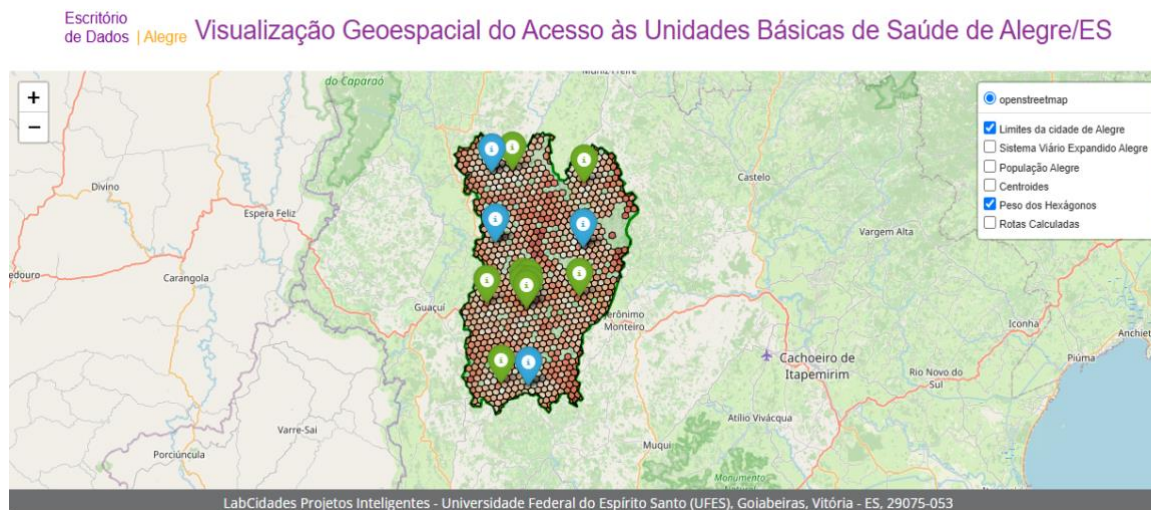 Escritório
de Dados | Alegre
Visualização Geoespacial do Acesso às Unidades Básicas de Saúde de Alegre/ES
do Caparaó
+
−
openstreetmap
Limites da cidade de Alegre
Sistema Viário Expandido Alegre
População Alegre
Centroides
Peso dos Hexágonos
Rotas Calculadas
Castelo
Divino
Espera Feliz
Vargem Alta
Carangola
Guaçuí
Monteiro
Iconha
Cachoeiro de
Itapemirim
Piúma
Rio Novo do
Sul
Atílio Vivácqua
Varre-Sai
Muqui
Porciúncula
Monumento
LabCidades Projetos Inteligentes - Universidade Federal do Espírito Santo (UFES), Goiabeiras, Vitória - ES, 29075-053